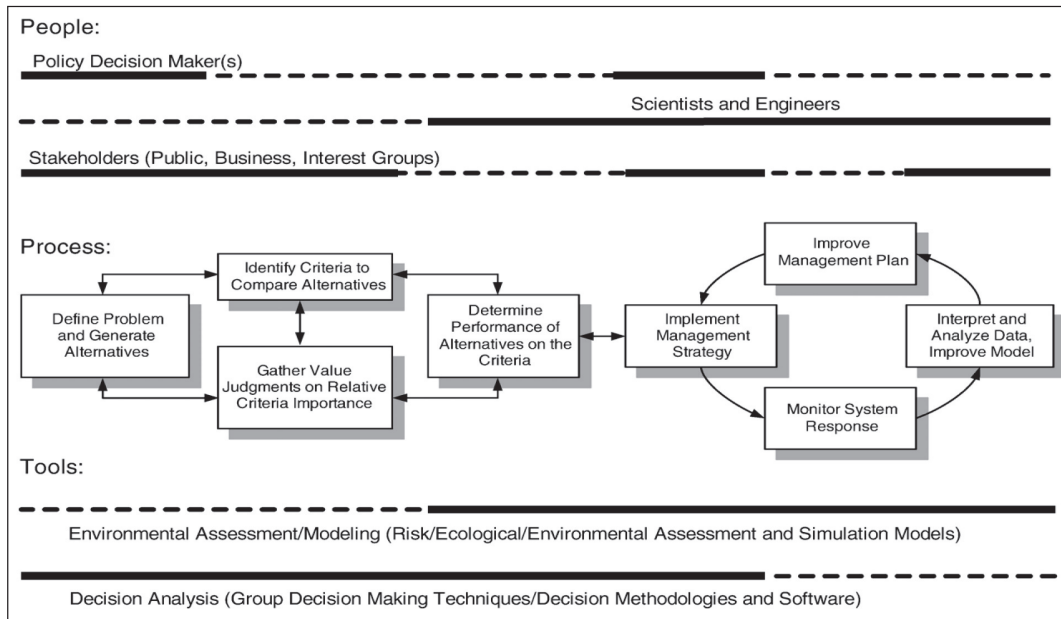 People:
Policy Decision Maker(s)
Scientists and Engineers
Stakeholders (Public, Business, Interest Groups)
Process:
Define Problem
and Generate
Alternatives
Identify Criteria to
Compare Alternatives
Gather Value
Judgments on Relative
Criteria Importance
Determine
Performance of
Alternatives on the
Criteria
Implement
Management
Strategy
Improve
Management Plan
Interpret and
Analyze Data,
Improve Model
Monitor System
Response
Tools:
Environmental Assessment/Modeling (Risk/Ecological/Environmental Assessment and Simulation Models)
Decision Analysis (Group Decision Making Techniques/Decision Methodologies and Software)